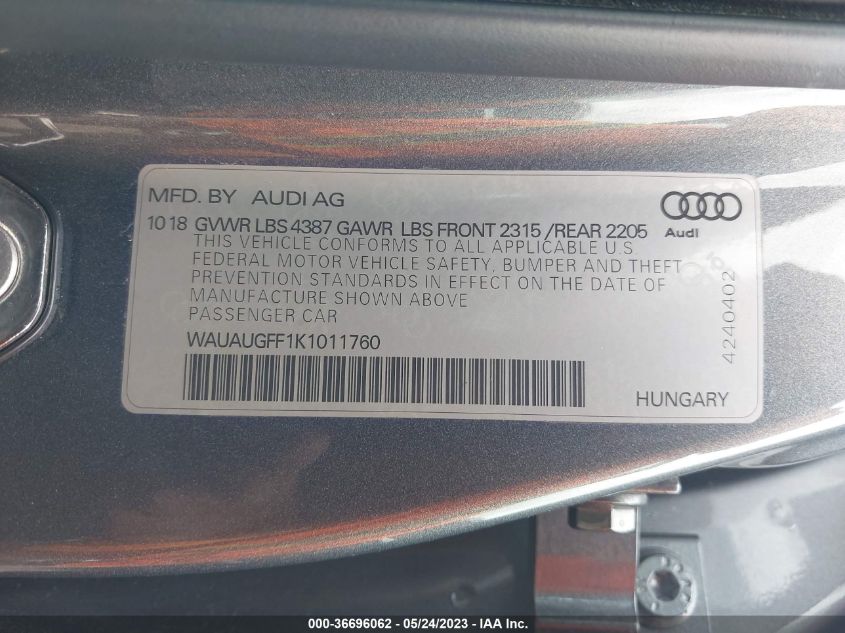 MFD. BY AUDI AG
10 18 GVWR LBS 4387 GAWR LBS FRONT 2315 /REAR 2205
Audi
THIS VEHICLE CONFORMS TO ALL APPLICABLE U.S.
FEDERAL MOTOR VEHICLE SAFETY, BUMPER AND THEFT
PREVENTION STANDARDS IN EFFECT ON THE DATE OF
MANUFACTURE SHOWN ABOVE
PASSENGER CAR
4240402
WAUAUGFF1K1011760
HUNGARY
000-36696062 - 05/24/2023 - IAA Inc.